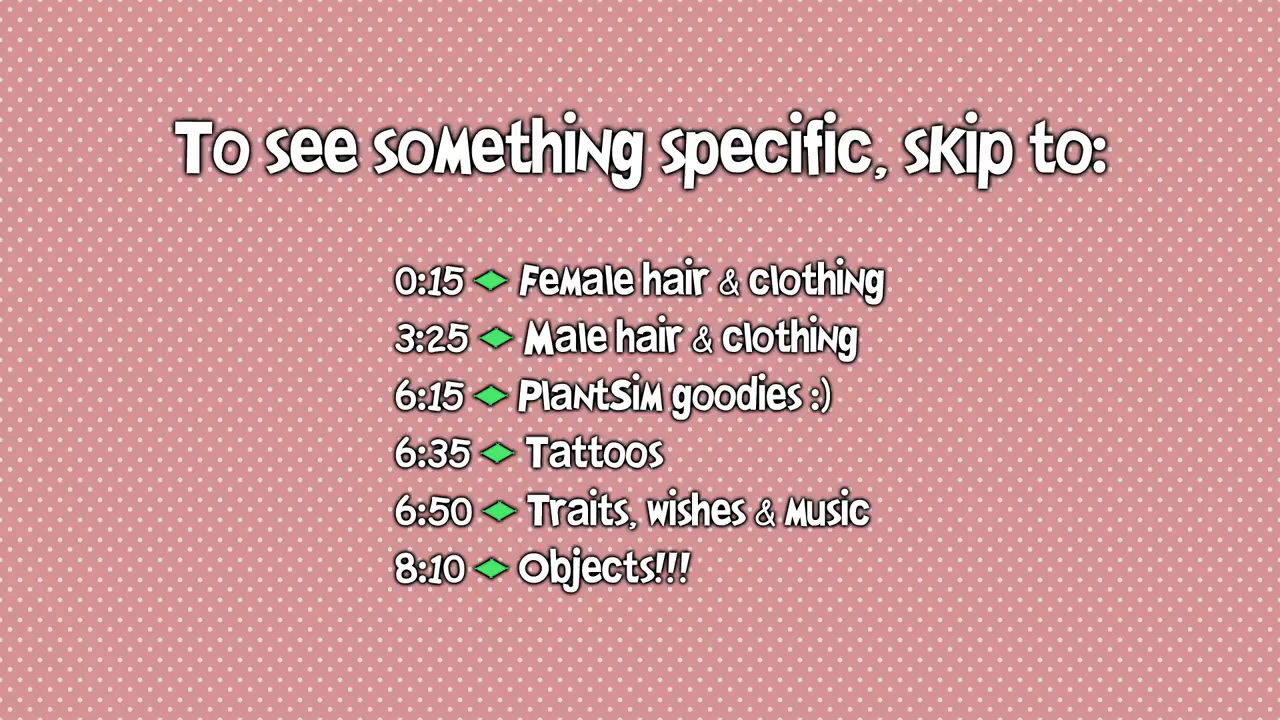 To see something specific, skip to:
0:15 Female hair & clothing
3:25 Male hair & clothing
6:15 PlantSim goodies :)
6:35 Tattoos
6:50 Traits, wishes & music
8:10 Objects!!!